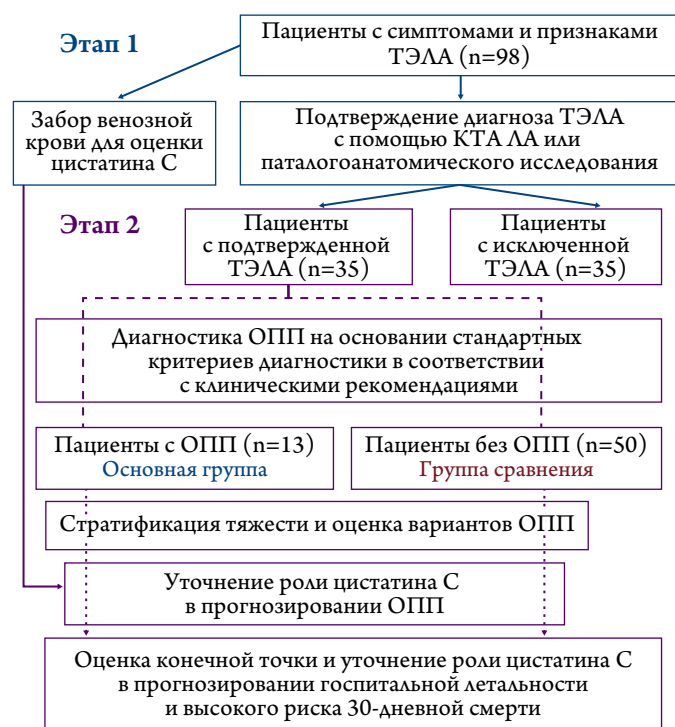 Этап 1
Пациенты с симптомами и признаками
ТЭЛА (n=98)
Забор венозной
крови для оценки
цистатина С
Подтверждение диагноза ТЭЛА
с помощью КТА ЛА или
паталогоанатомического исследования
Этап 2
Пациенты
с подтвержденной
ТЭЛА (n=35)
Пациенты
с исключенной
ТЭЛА (n=35)
Диагностика ОПП на основании стандартных
критериев диагностики в соответствии
с клиническими рекомендациями
Пациенты с ОПП (n=13)
Основная группа
Пациенты без ОПП (n=50)
Группа сравнения
Стратификация тяжести и оценка вариантов ОПП
Уточнение роли цистатина С
в прогнозировании ОПП
Оценка конечной точки и уточнение роли цистатина С
в прогнозировании госпитальной летальности
и высокого риска 30-дневной смерти